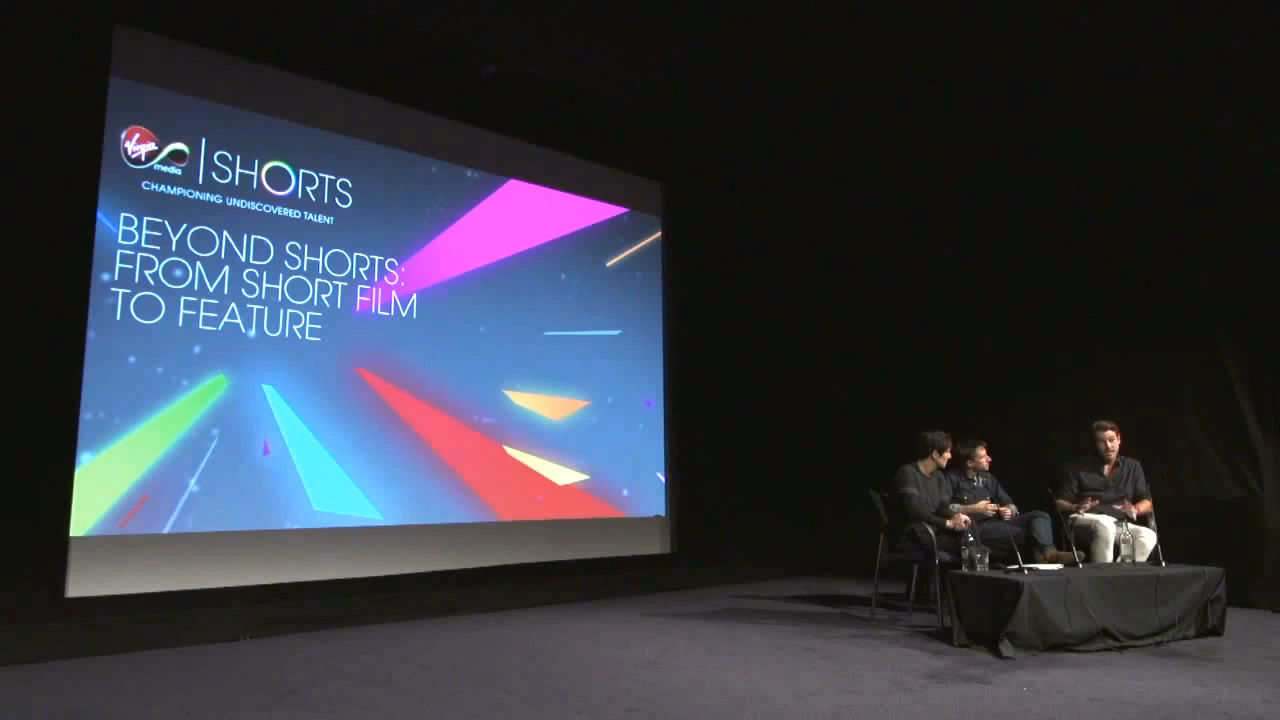 Virgin
media
SHORTS
CHAMPIONING UNDISCOVERED TALENT
BEYOND SHORTS:
FROM SHORT FILM
TO FEATURE